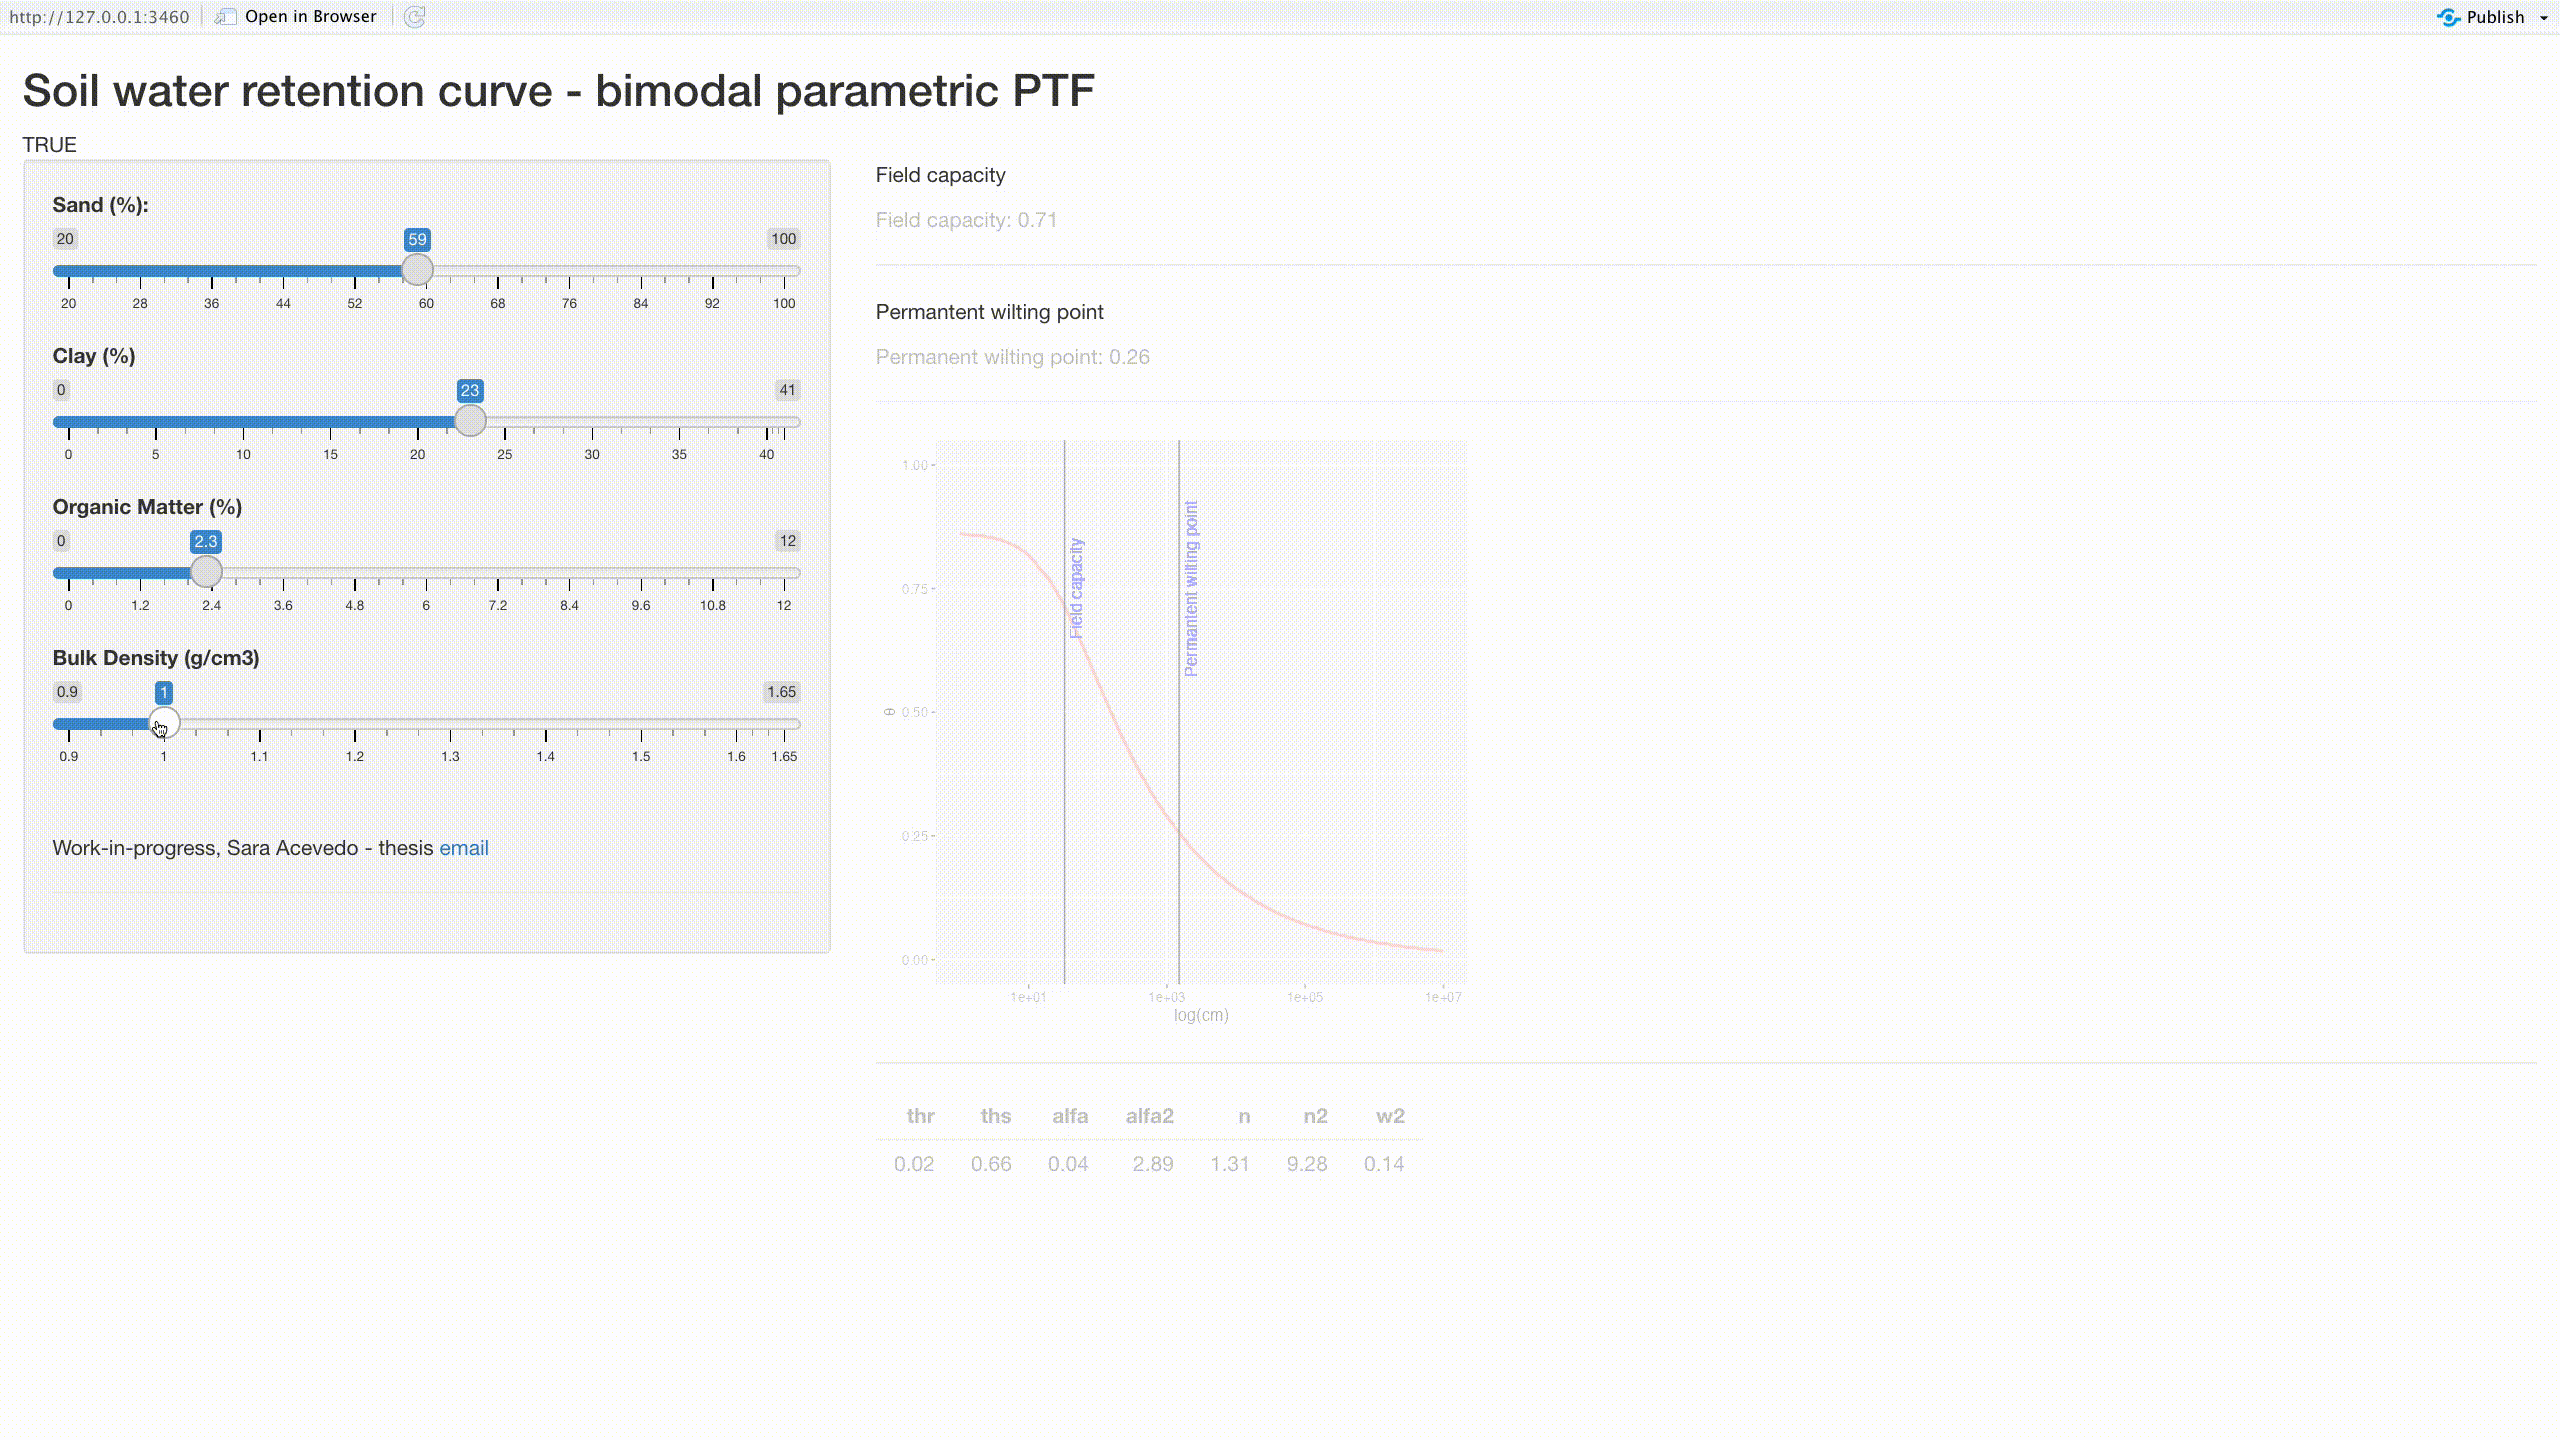 http://127.0.0.1:3460 Open in Browser Publish
Soil water retention curve - bimodal parametric PTF
TRUE
Sand (%):
20 59 100
20 28 36 44 52 60 68 76 84 92 100
Clay (%)
0 23 41
0 5 10 15 20 25 30 35 40
Organic Matter (%)
0 2.3 12
0 1.2 2.4 3.6 4.8 6 7.2 8.4 9.6 10.8 12
Bulk Density (g/cm3)
0.9 1 1.65
0.9 1 1.1 1.2 1.3 1.4 1.5 1.6 1.65
Work-in-progress, Sara Acevedo - thesis email
Field capacity
Field capacity: 0.71
Permantent wilting point
Permanent wilting point: 0.26
1.00
0.75
θ 0.50
0.25
0.00
Field capacity
Permantent wilting point
1e+01 1e+03 1e+05 1e+07
log(cm)
thr ths alfa alfa2 n n2 w2
0.02 0.66 0.04 2.89 1.31 9.28 0.14